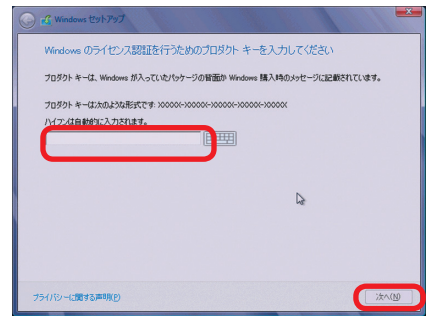 Windows セットアップ
Windows のライセンス認証を行うためのプロダクト キーを入力してください
プロダクト キーは、Windows が入っていたパッケージの背面か Windows 購入時のメッセージに記載されています。
プロダクト キーは次のような形式です: XXXXX-XXXXX-XXXXX-XXXXX-XXXXX
ハイフンは自動的に入力されます。
プライバシーに関する声明(P)
次へ(N)